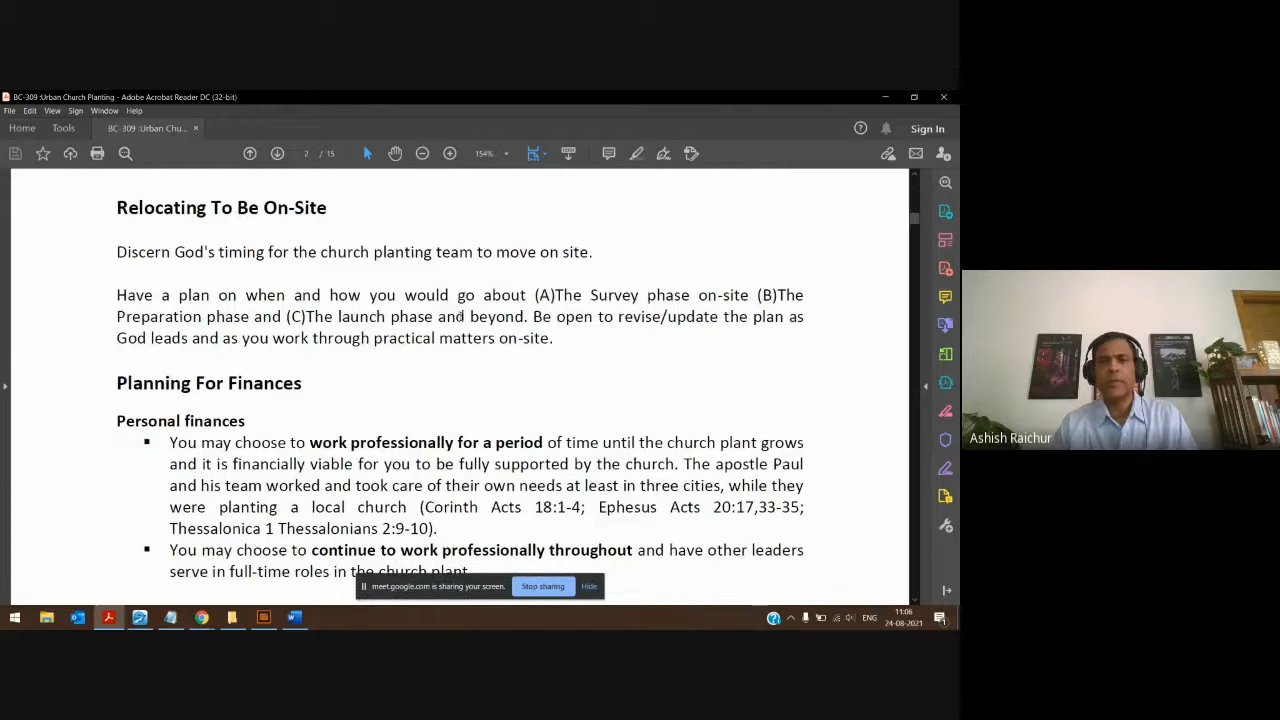 BC-309 :Urban Church Planting - Adobe Acrobat Reader DC (32-bit)
File Edit View Sign Window Help
Home Tools BC-309 :Urban Chu... × Sign In
2 / 15 154%
Relocating To Be On-Site
Discern God's timing for the church planting team to move on site.
Have a plan on when and how you would go about (A)The Survey phase on-site (B)The
Preparation phase and (C)The launch phase and beyond. Be open to revise/update the plan as
God leads and as you work through practical matters on-site.
Planning For Finances
Personal finances
▪ You may choose to work professionally for a period of time until the church plant grows
and it is financially viable for you to be fully supported by the church. The apostle Paul
and his team worked and took care of their own needs at least in three cities, while they
were planting a local church (Corinth Acts 18:1-4; Ephesus Acts 20:17,33-35;
Thessalonica 1 Thessalonians 2:9-10).
▪ You may choose to continue to work professionally throughout and have other leaders
serve in full-time roles in the church plant.
meet.google.com is sharing your screen. Stop sharing Hide
ENG
11:06
24-08-2021
Ashish Raichur